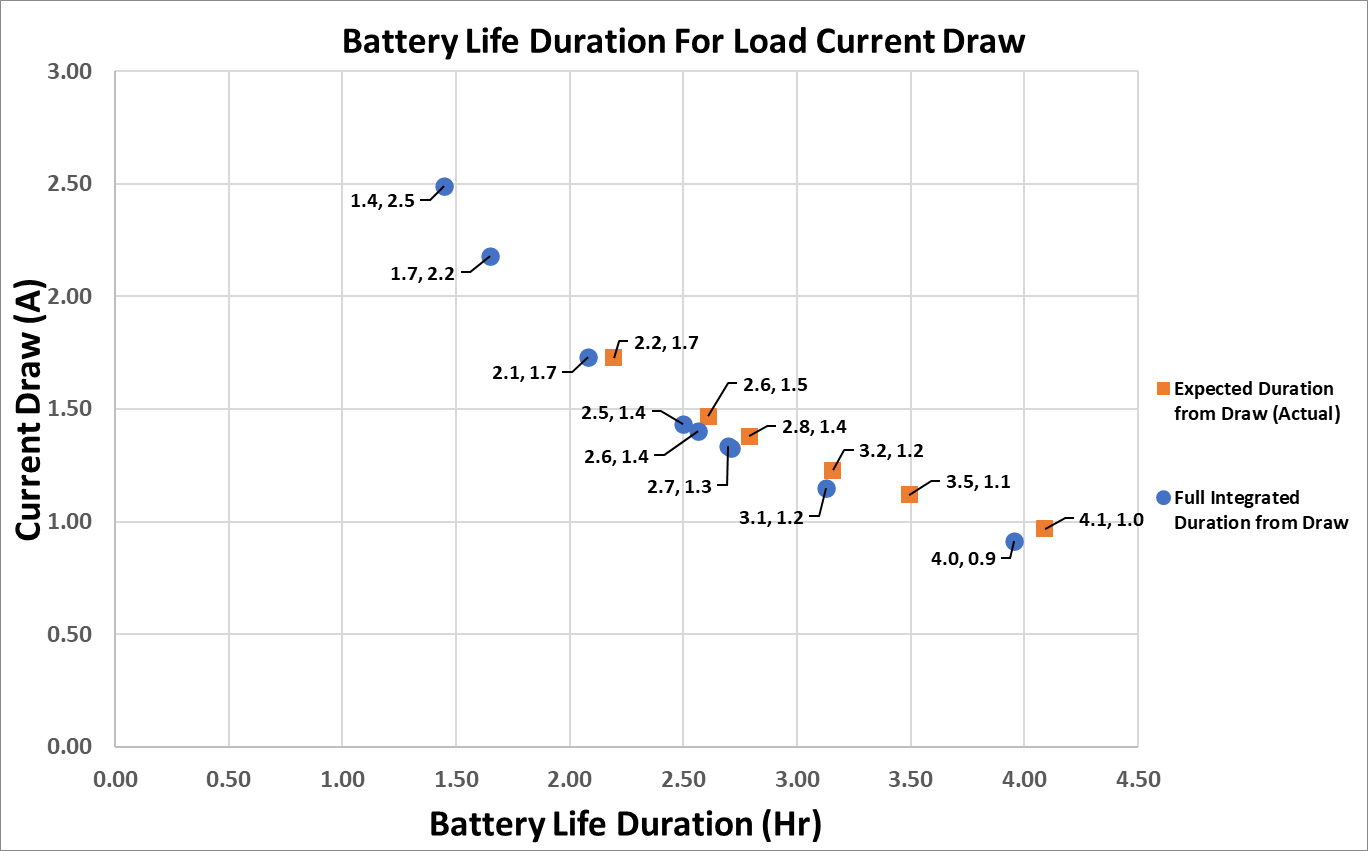 Battery Life Duration For Load Current Draw
3.00
2.50
2.00
1.50
1.00
0.50
0.00
Current Draw (A)
1.4, 2.5
1.7, 2.2
2.2, 1.7
2.1, 1.7
2.6, 1.5
2.5, 1.4
2.8, 1.4
2.6, 1.4
3.2, 1.2
2.7, 1.3
3.5, 1.1
3.1, 1.2
4.1, 1.0
4.0, 0.9
0.00 0.50 1.00 1.50 2.00 2.50 3.00 3.50 4.00 4.50
Battery Life Duration (Hr)
Expected Duration
from Draw (Actual)
Full Integrated
Duration from Draw